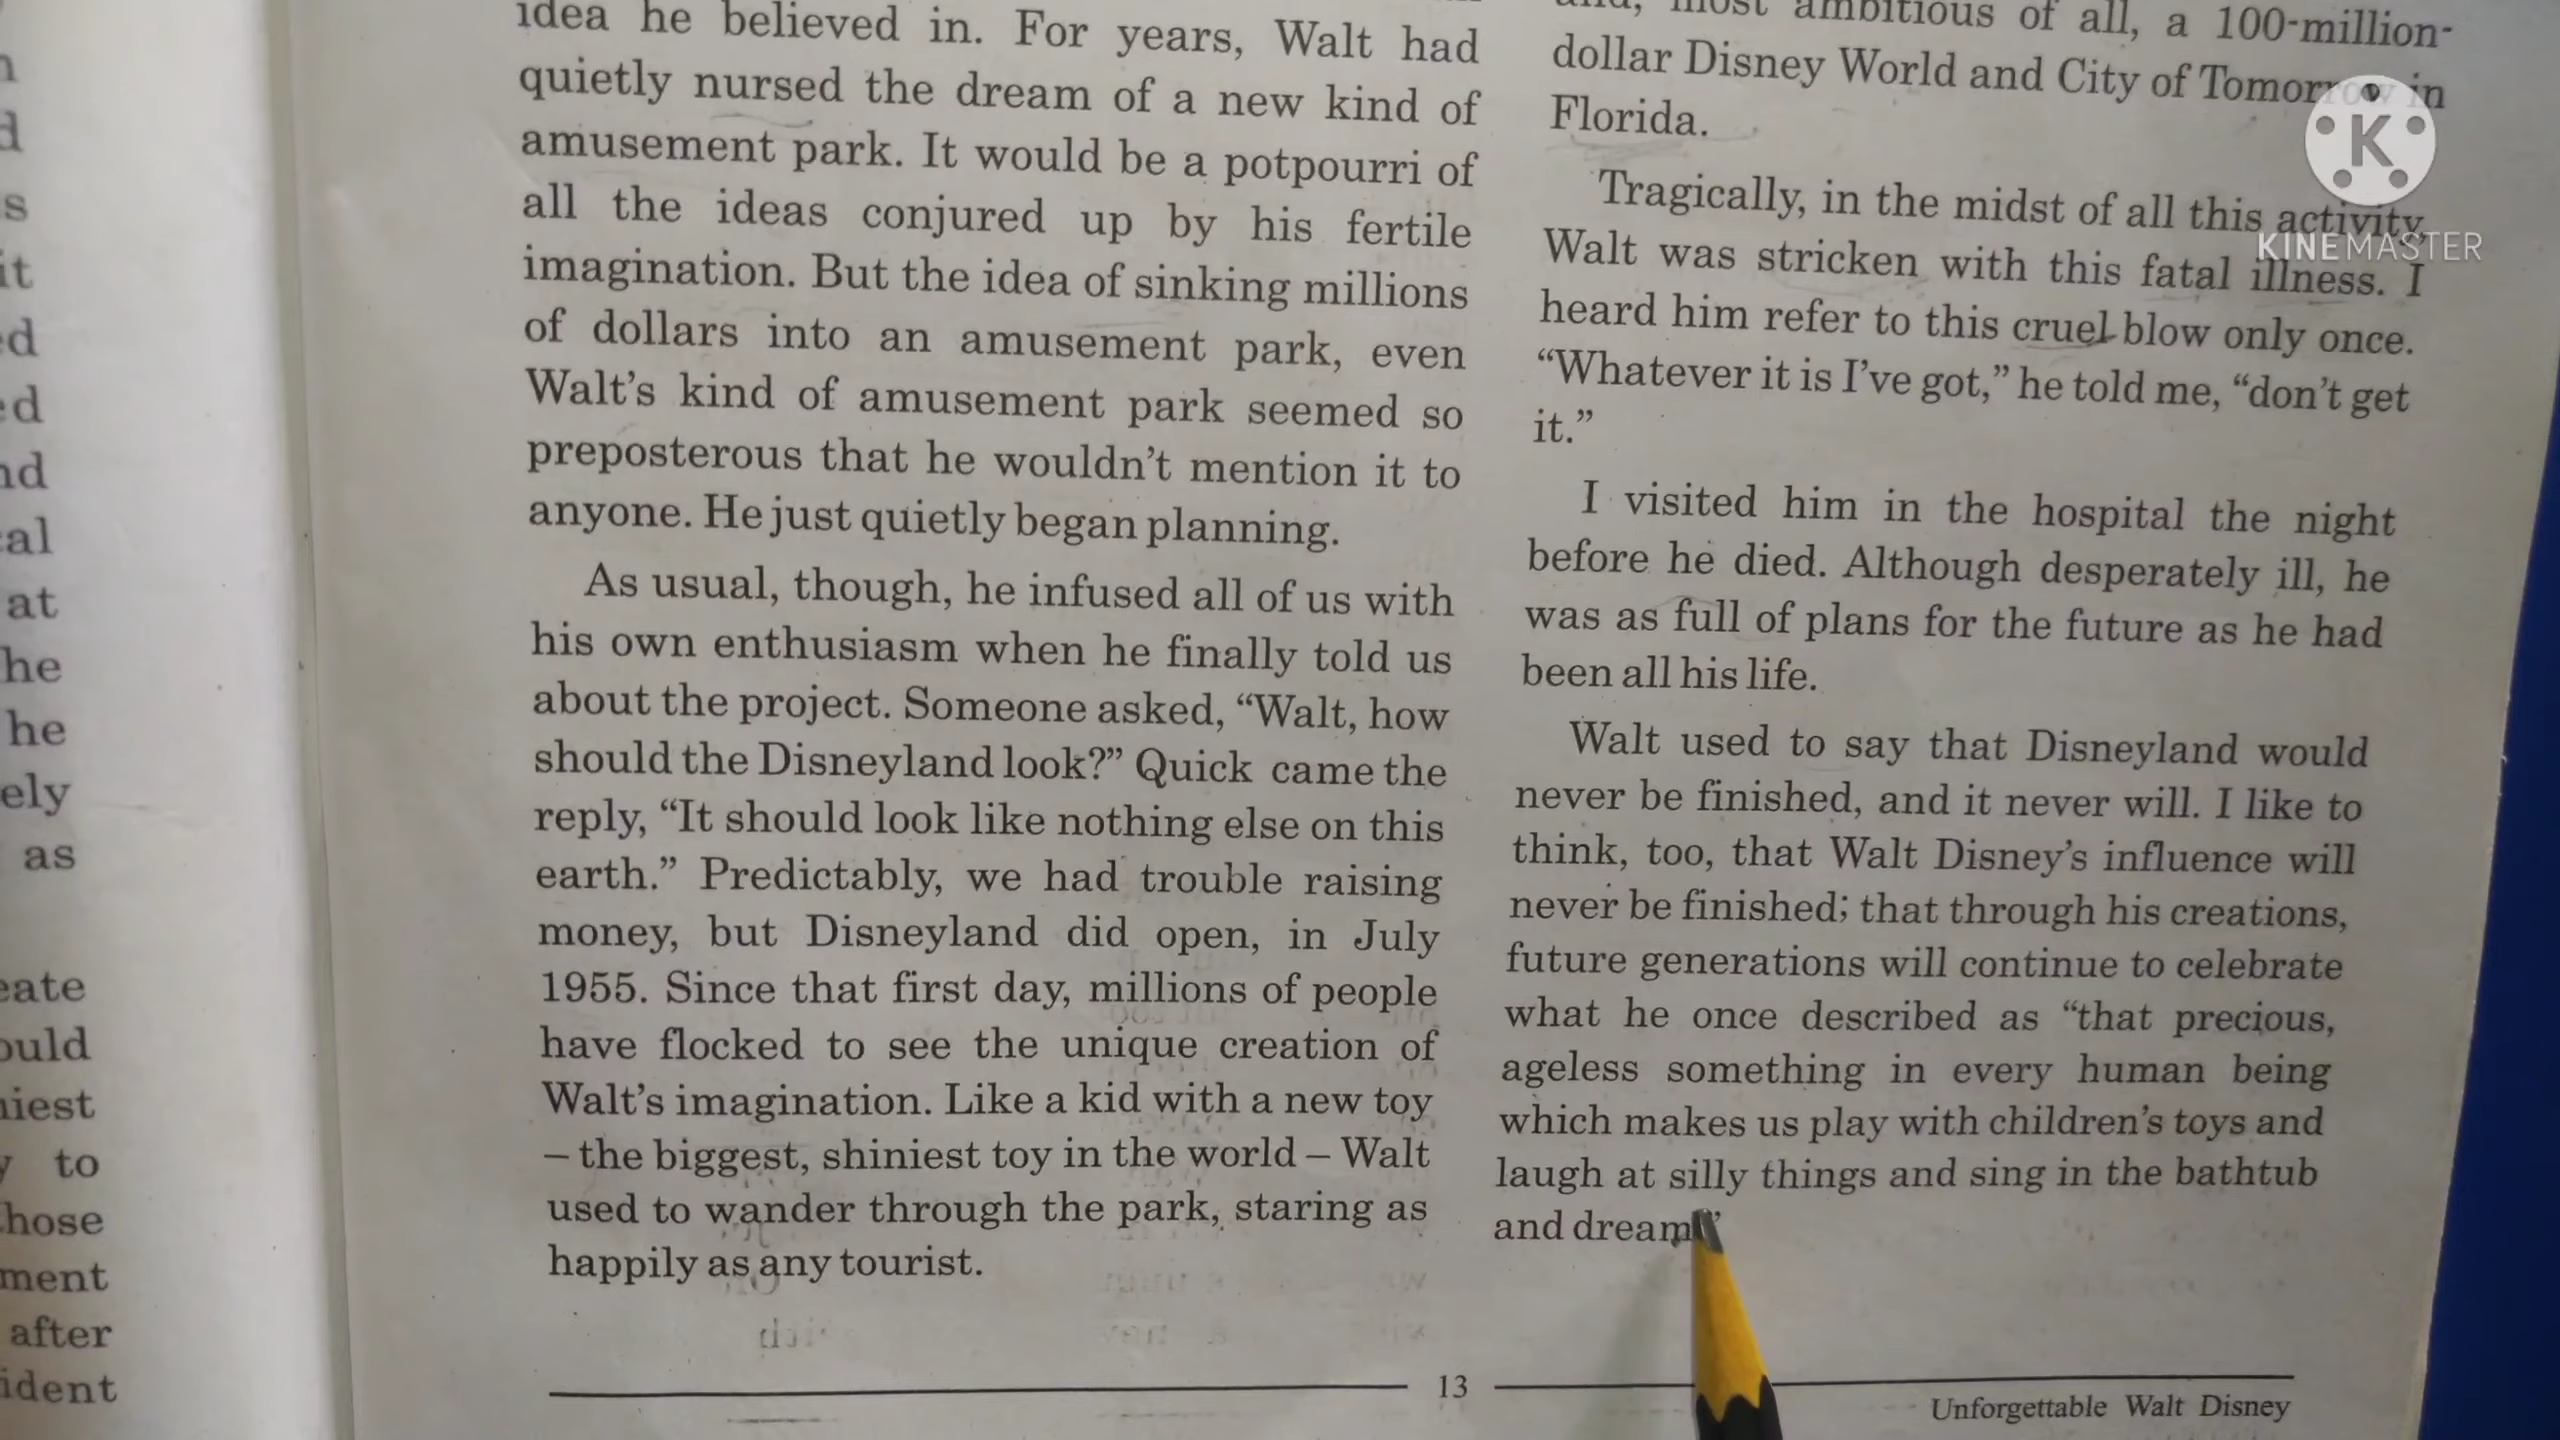 idea he believed in. For years, Walt had
quietly nursed the dream of a new kind of
amusement park. It would be a potpourri of
all the ideas conjured up by his fertile
imagination. But the idea of sinking millions
of dollars into an amusement park, even
Walt's kind of amusement park seemed so
preposterous that he wouldn't mention it to
anyone. He just quietly began planning.
As usual, though, he infused all of us with
his own enthusiasm when he finally told us
about the project. Someone asked, “Walt, how
should the Disneyland look?” Quick came the
reply, “It should look like nothing else on this
earth.” Predictably, we had trouble raising
money, but Disneyland did open, in July
1955. Since that first day, millions of people
have flocked to see the unique creation of
Walt's imagination. Like a kid with a new toy
– the biggest, shiniest toy in the world – Walt
used to wander through the park, staring as
happily as any tourist.
most ambitious of all, a 100-million-
dollar Disney World and City of Tomorrow in
Florida.
Tragically, in the midst of all this activity,
Walt was stricken with this fatal illness. I
heard him refer to this cruel blow only once.
“Whatever it is I've got,” he told me, “don't get
it.”
I visited him in the hospital the night
before he died. Although desperately ill, he
was as full of plans for the future as he had
been all his life.
Walt used to say that Disneyland would
never be finished, and it never will. I like to
think, too, that Walt Disney's influence will
never be finished; that through his creations,
future generations will continue to celebrate
what he once described as “that precious,
ageless something in every human being
which makes us play with children's toys and
laugh at silly things and sing in the bathtub
and dream”
13
Unforgettable Walt Disney
K
KINEMASTER